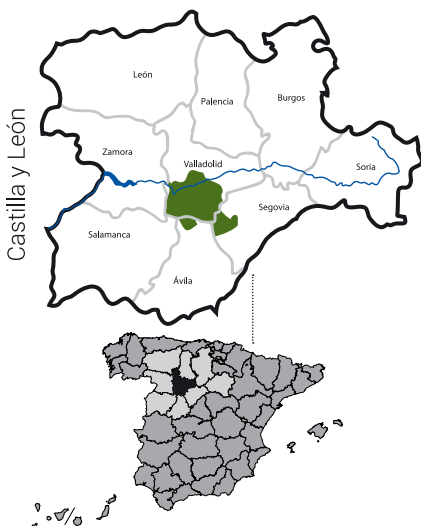 Castilla y León
León
Palencia
Burgos
Zamora
Valladolid
Soria
Segovia
Salamanca
Ávila